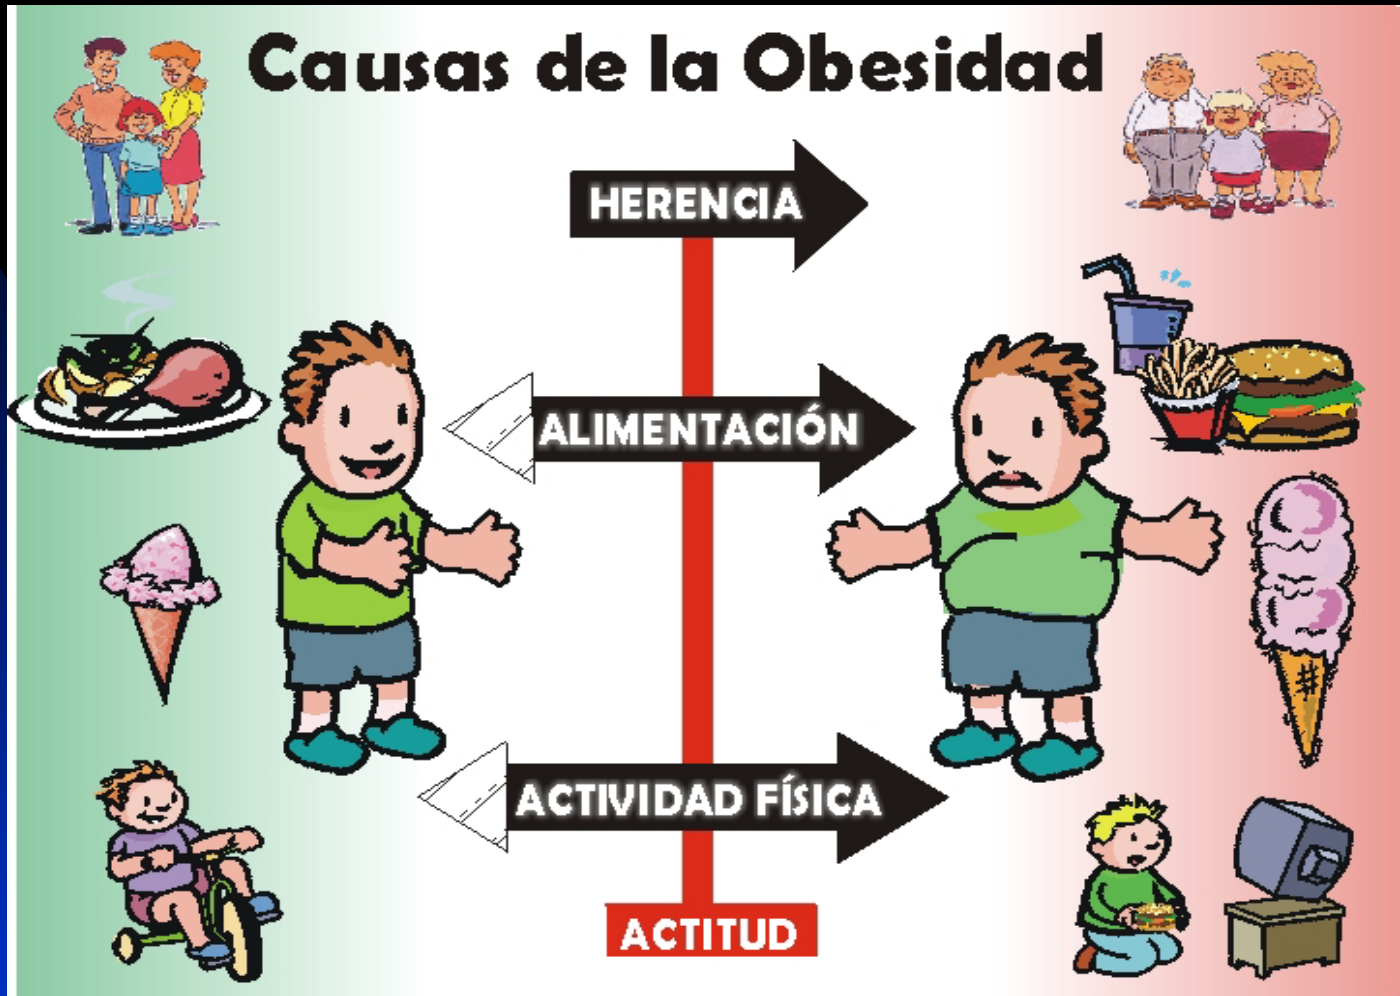 Causas de la Obesidad
HERENCIA
ALIMENTACIÓN
ACTIVIDAD FÍSICA
ACTITUD